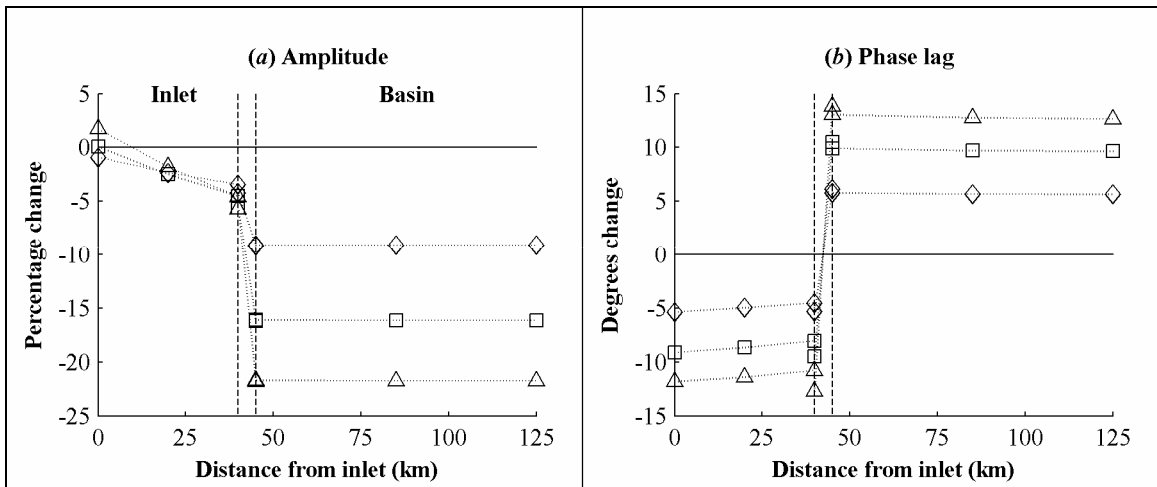 (a) Amplitude
Inlet Basin
5
0
-5
-10
-15
-20
-25
Percentage change
0 25 50 75 100 125
Distance from inlet (km)
(b) Phase lag
15
10
5
0
-5
-10
-15
Degrees change
0 25 50 75 100 125
Distance from inlet (km)